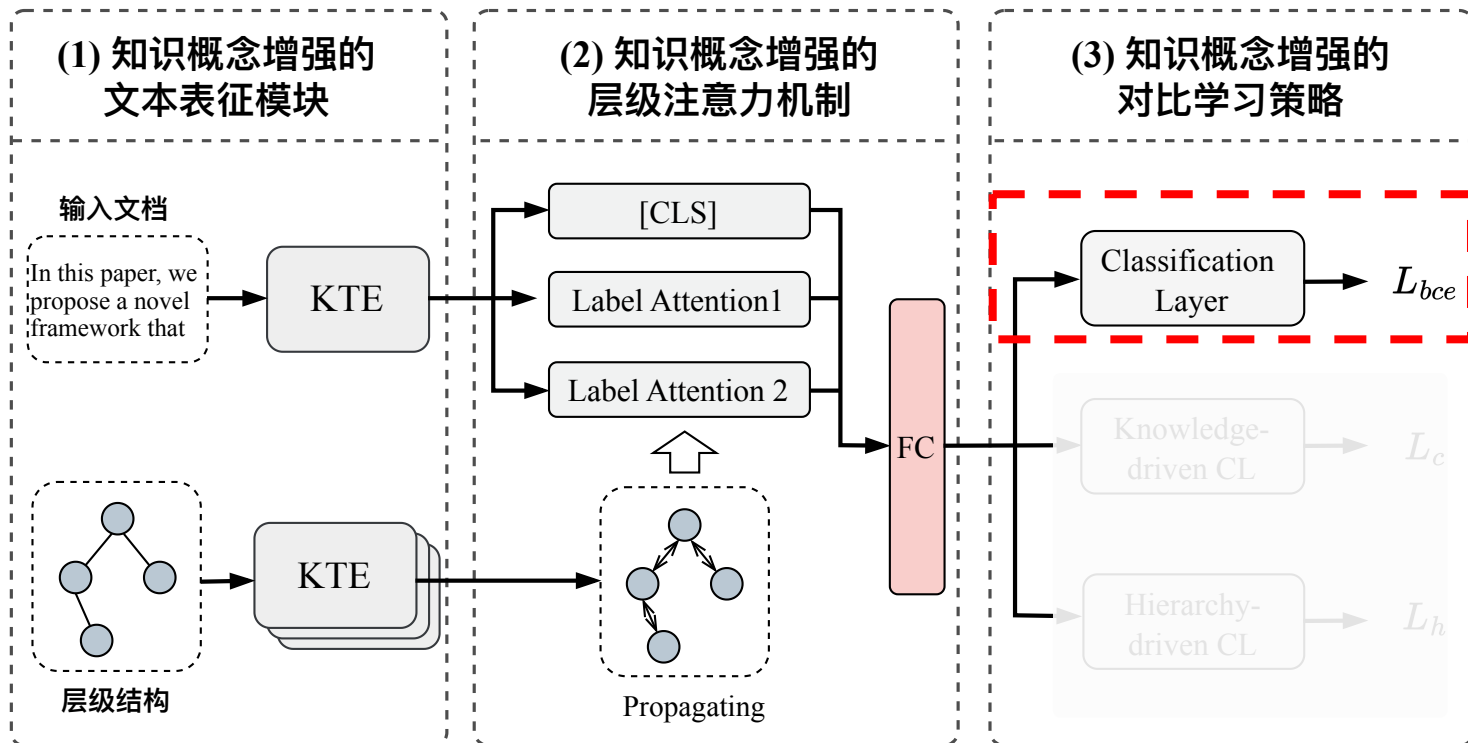 (1) 知识概念增强的
文本表征模块
(2) 知识概念增强的
层级注意力机制
(3) 知识概念增强的
对比学习策略
输入文档
In this paper, we
propose a novel
framework that
KTE
[CLS]
Label Attention1
Label Attention 2
FC
Classification
Layer
L_{bce}
Knowledge-
driven CL
L_c
层级结构
KTE
Propagating
Hierarchy-
driven CL
L_h